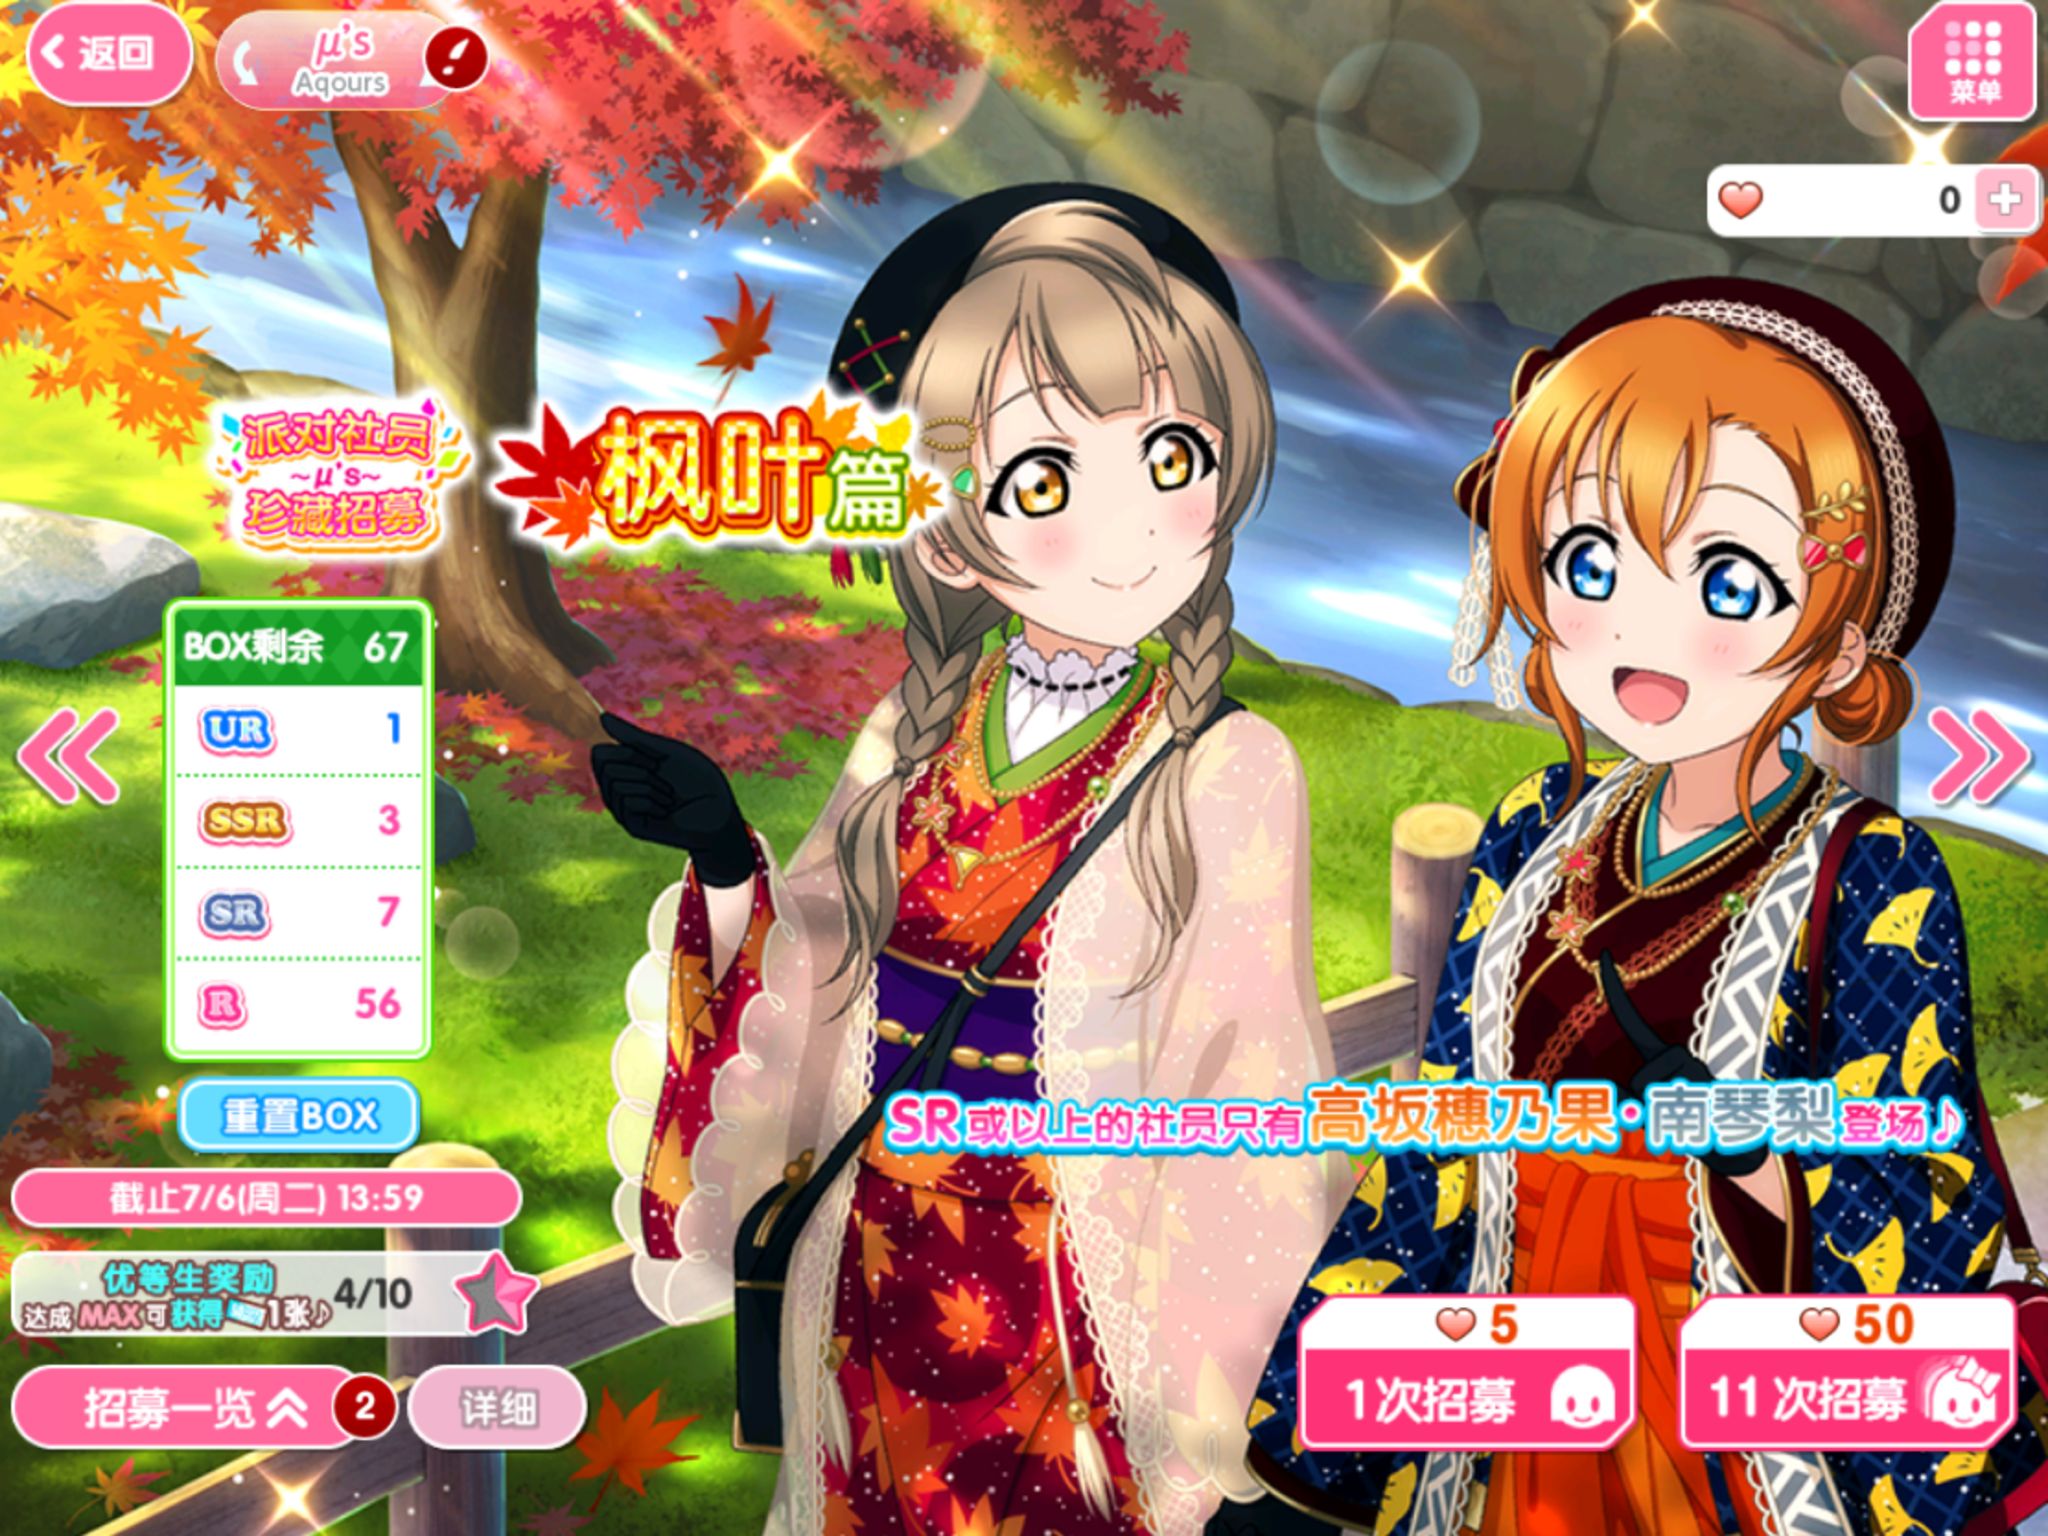 返回
μ's
Aqours
菜单
0
派对社员
~μ's~
珍藏招募
枫叶篇
BOX剩余 67
UR 1
SSR 3
SR 7
R 56
重置BOX
SR或以上的社员只有高坂穗乃果·南琴梨登场♪
截止7/6(周二) 13:59
优等生奖励
达成MAX可获得1张♪
4/10
招募一览
2
详细
5
1次招募
50
11次招募